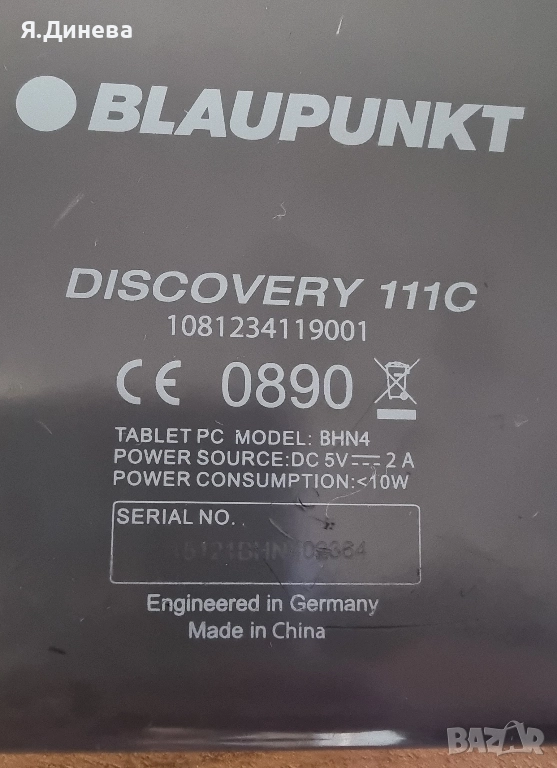 Я.Динева
BLAUPUNKT
DISCOVERY 111C
1081234119001
CE 0890
TABLET PC MODEL: BHN4
POWER SOURCE:DC 5V⎓2 A
POWER CONSUMPTION:<10W
SERIAL NO.
Engineered in Germany
Made in China
BAZAR